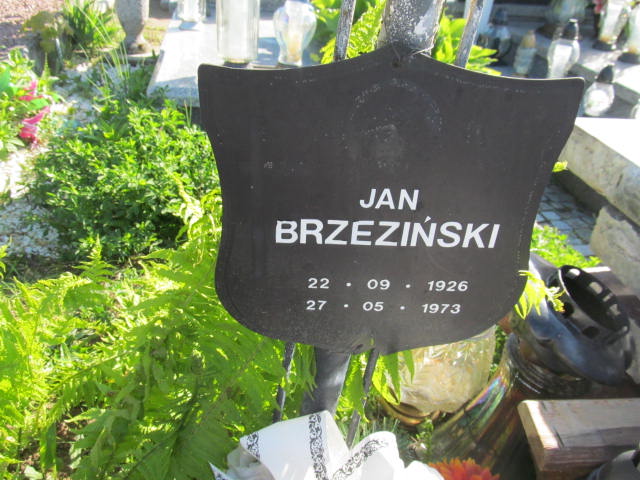 JAN
BRZEZIŃSKI
22 · 09 · 1926
27 · 05 · 1973